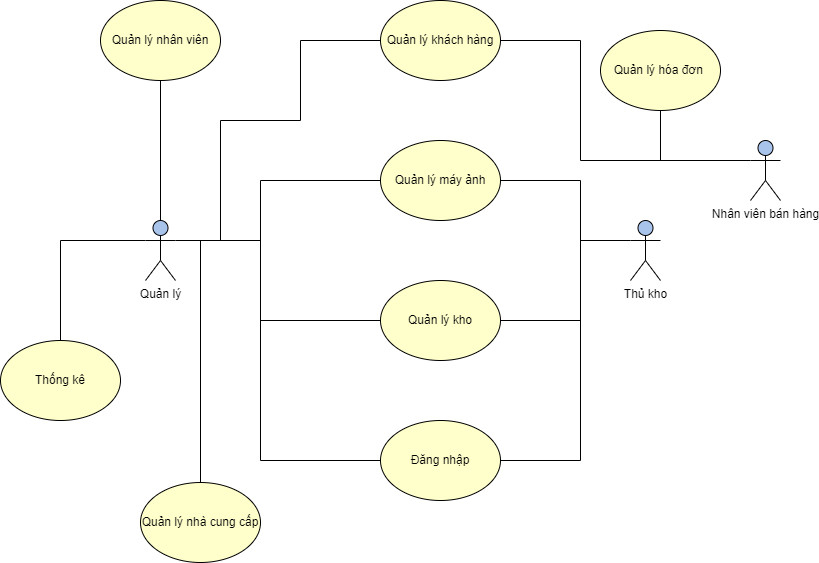 Quản lý nhân viên
Quản lý khách hàng
Quản lý hóa đơn
Quản lý máy ảnh
Nhân viên bán hàng
Quản lý
Thủ kho
Quản lý kho
Thống kê
Đăng nhập
Quản lý nhà cung cấp